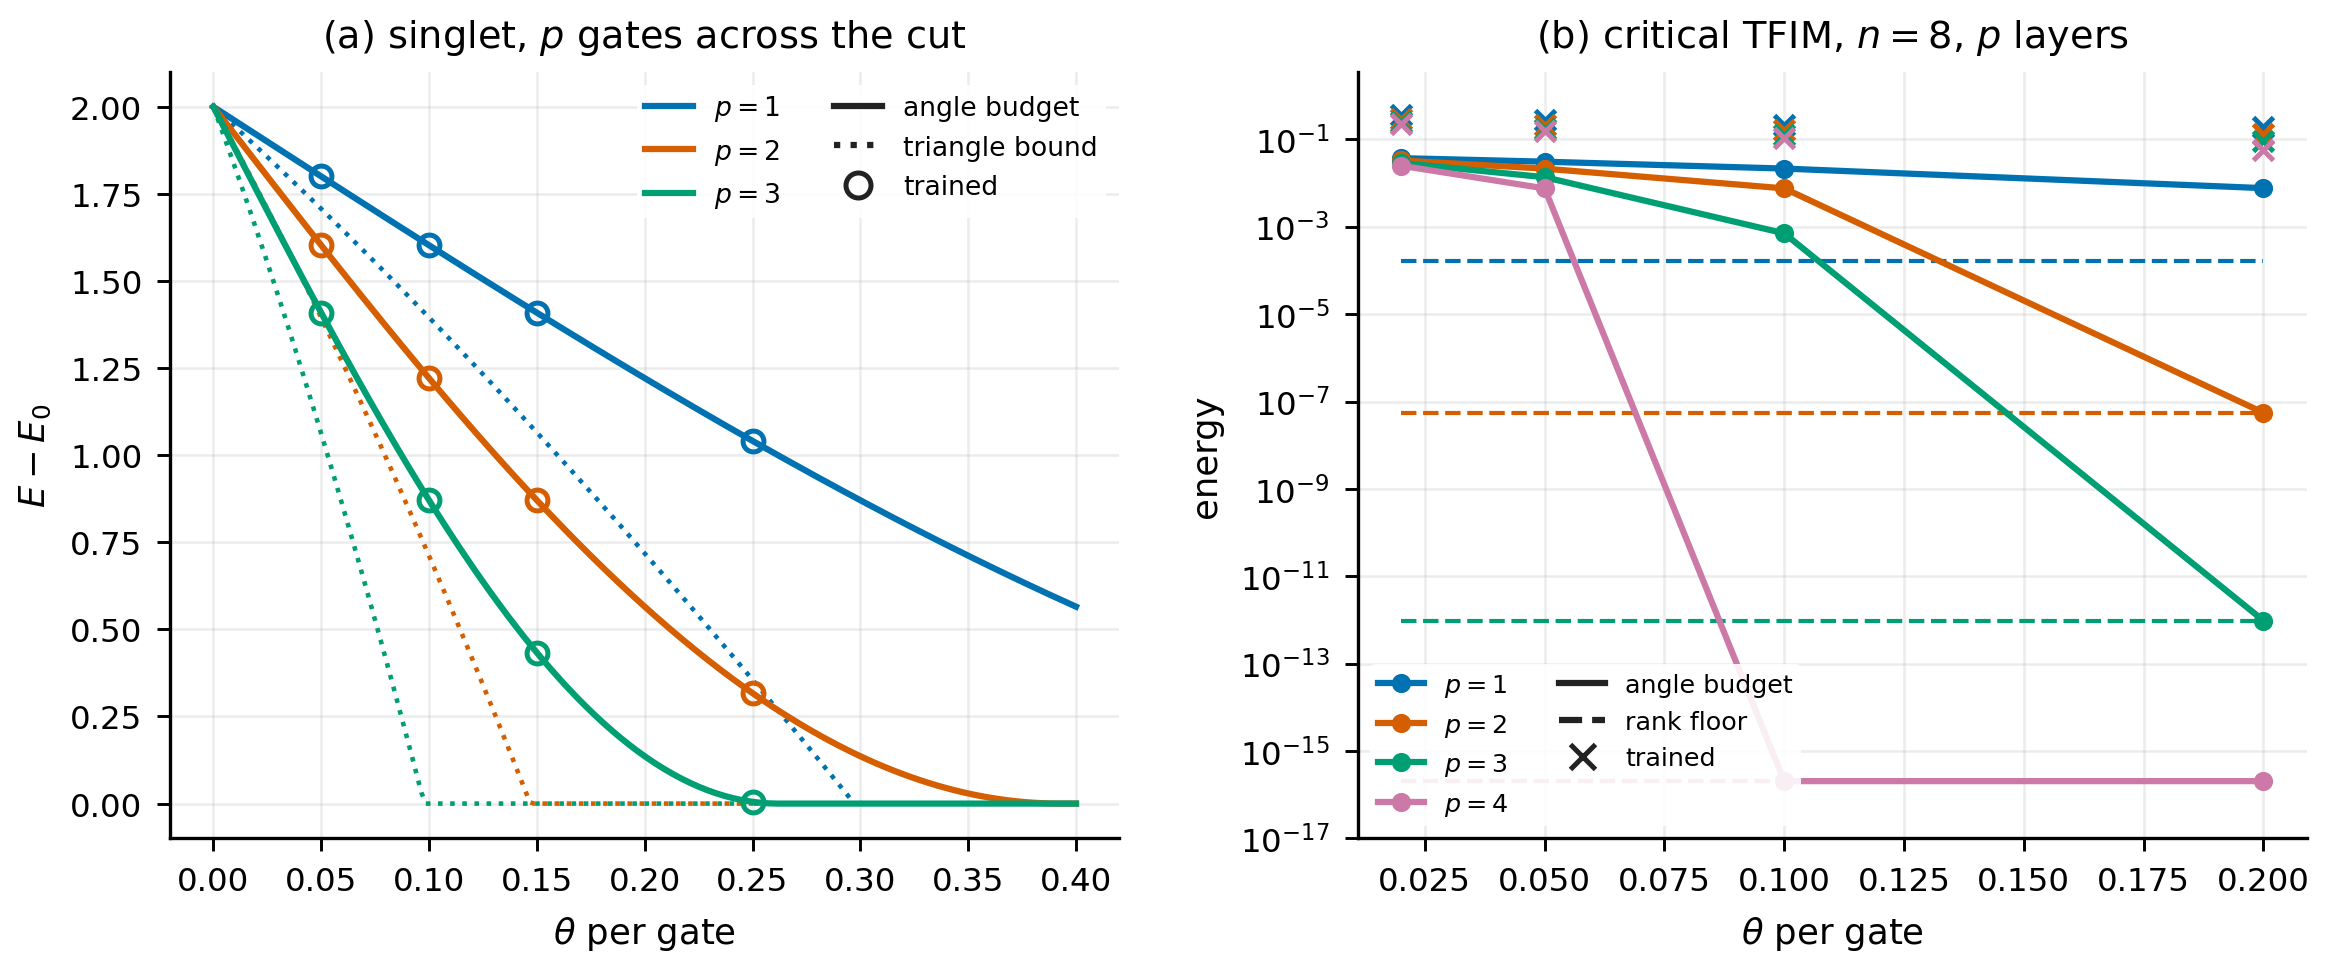 (a) singlet, p gates across the cut
2.00
1.75
1.50
1.25
1.00
0.75
0.50
0.25
0.00
E − E₀
0.00 0.05 0.10 0.15 0.20 0.25 0.30 0.35 0.40
θ per gate
p = 1
p = 2
p = 3
angle budget
triangle bound
trained
(b) critical TFIM, n = 8, p layers
10⁻¹
10⁻³
10⁻⁵
10⁻⁷
10⁻⁹
10⁻¹¹
10⁻¹³
10⁻¹⁵
10⁻¹⁷
energy
0.025 0.050 0.075 0.100 0.125 0.150 0.175 0.200
θ per gate
p = 1
p = 2
p = 3
p = 4
angle budget
rank floor
trained